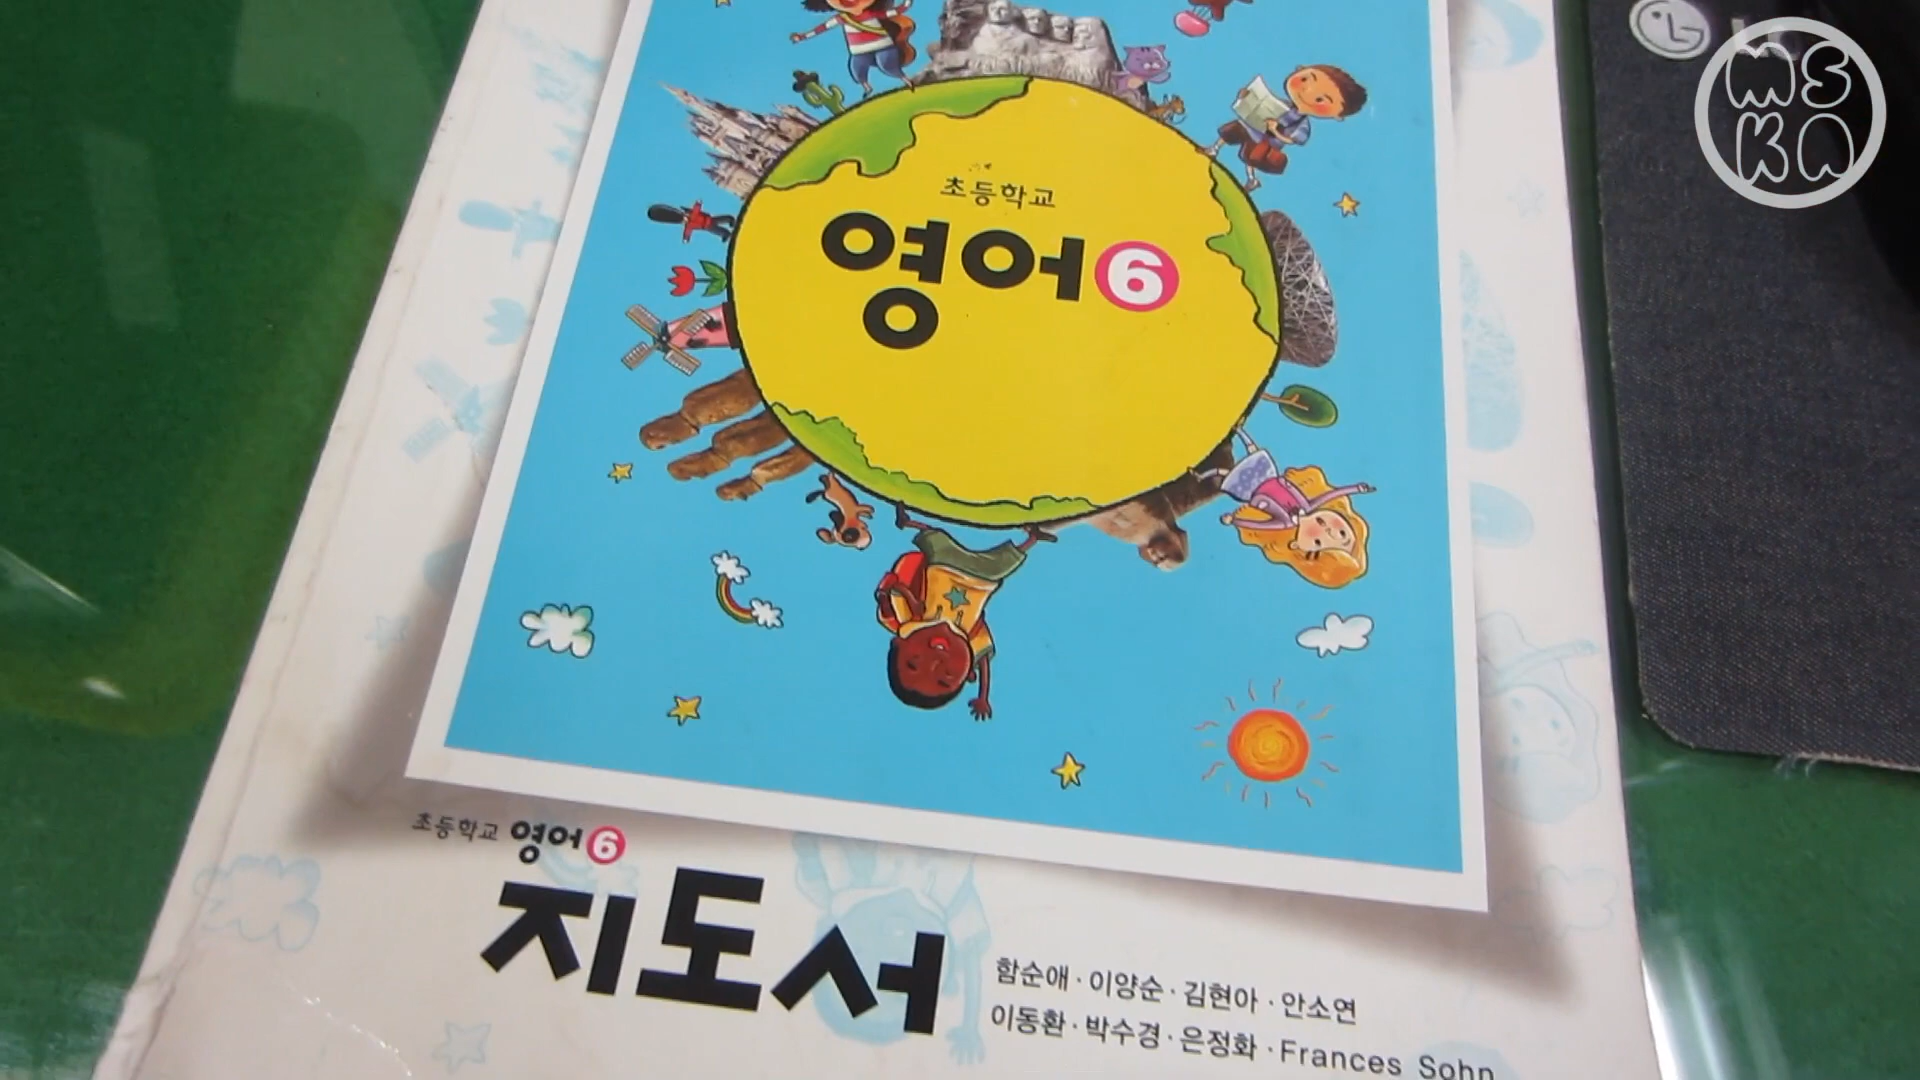 MS
KA
초등학교
영어 6
초등학교 영어 6
지도서
함순애·이양순·김현아·안소연
이동환·박수경·은정화·Frances Sohn